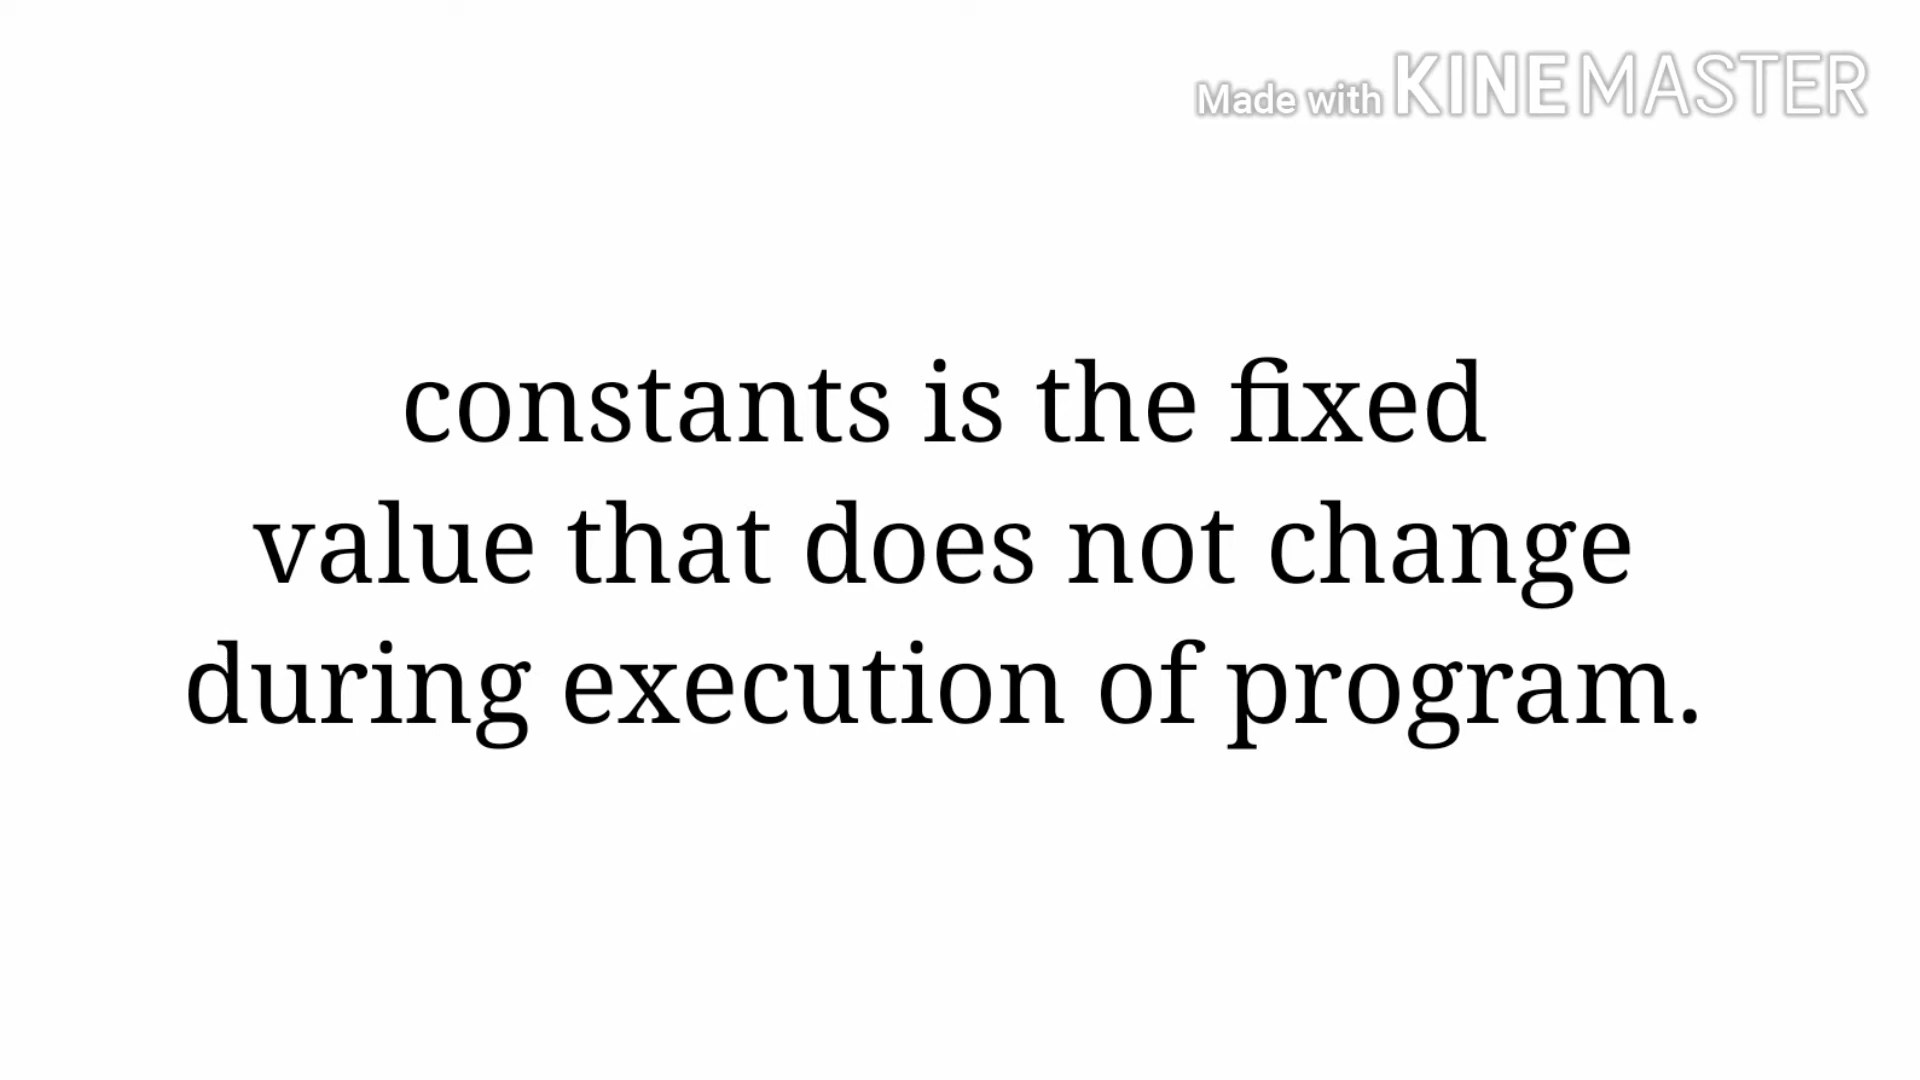 Made with KINEMASTER
constants is the fixed
value that does not change
during execution of program.